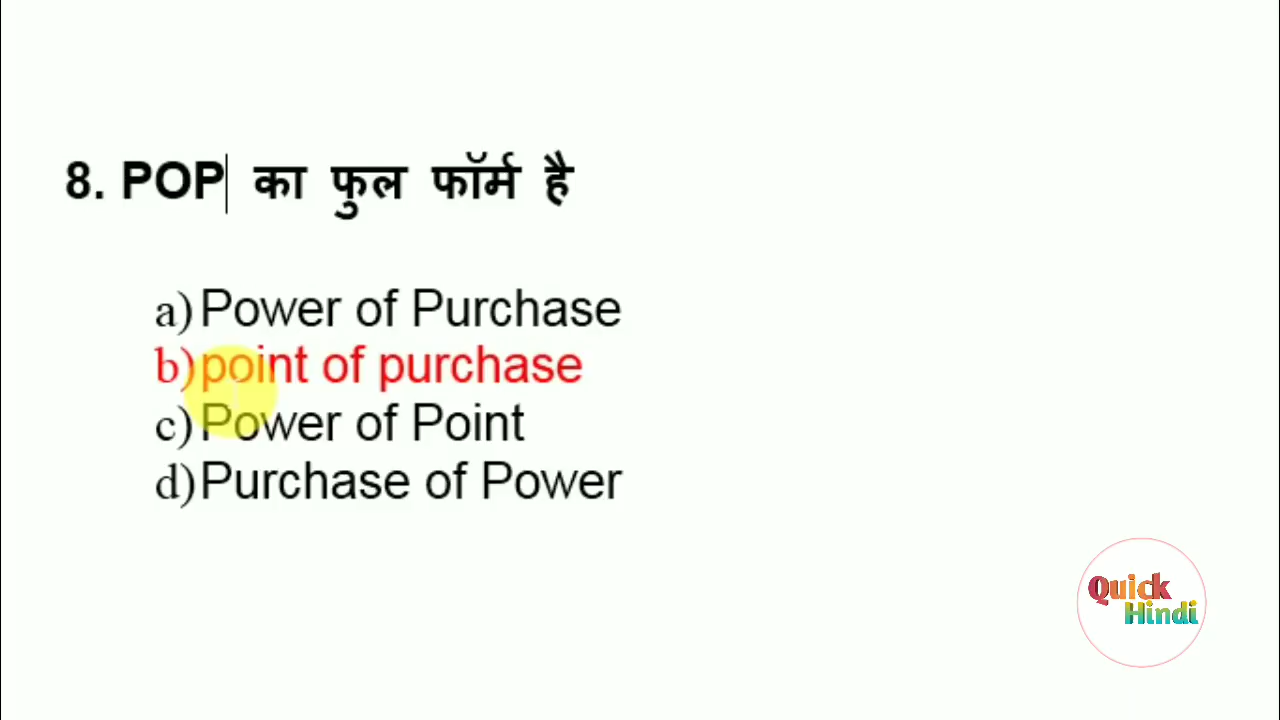 8. POP का फुल फॉर्म है
a) Power of Purchase
b) point of purchase
c) Power of Point
d) Purchase of Power
Quick
Hindi